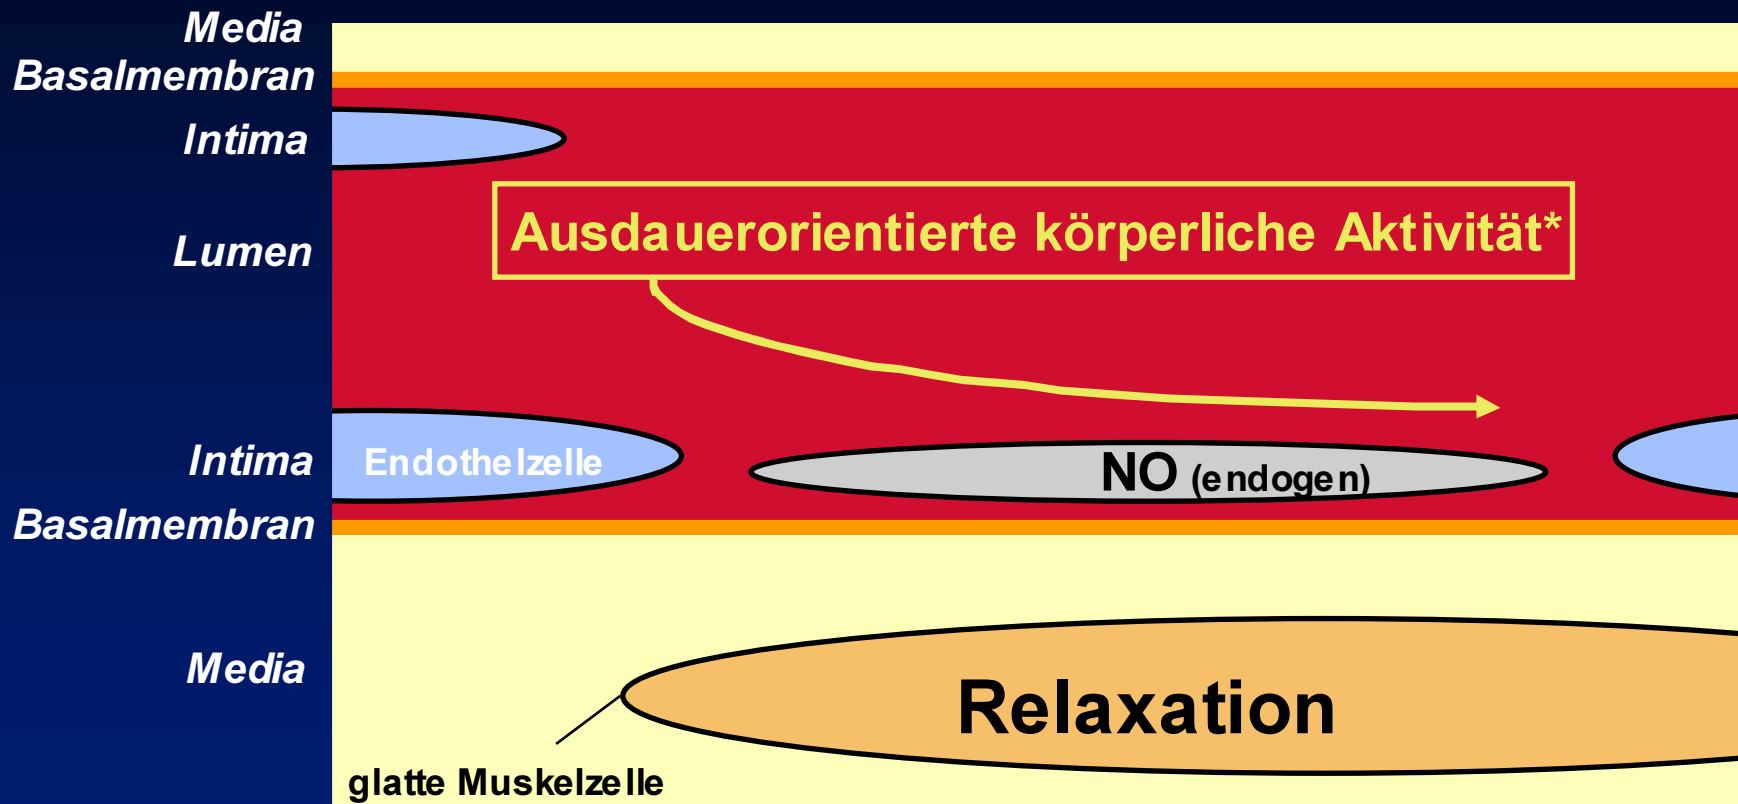 Media
Basalmembran
Intima
Lumen
Ausdauerorientierte körperliche Aktivität*
Intima
Endothelzelle
NO (endogen)
Basalmembran
Media
Relaxation
glatte Muskelzelle